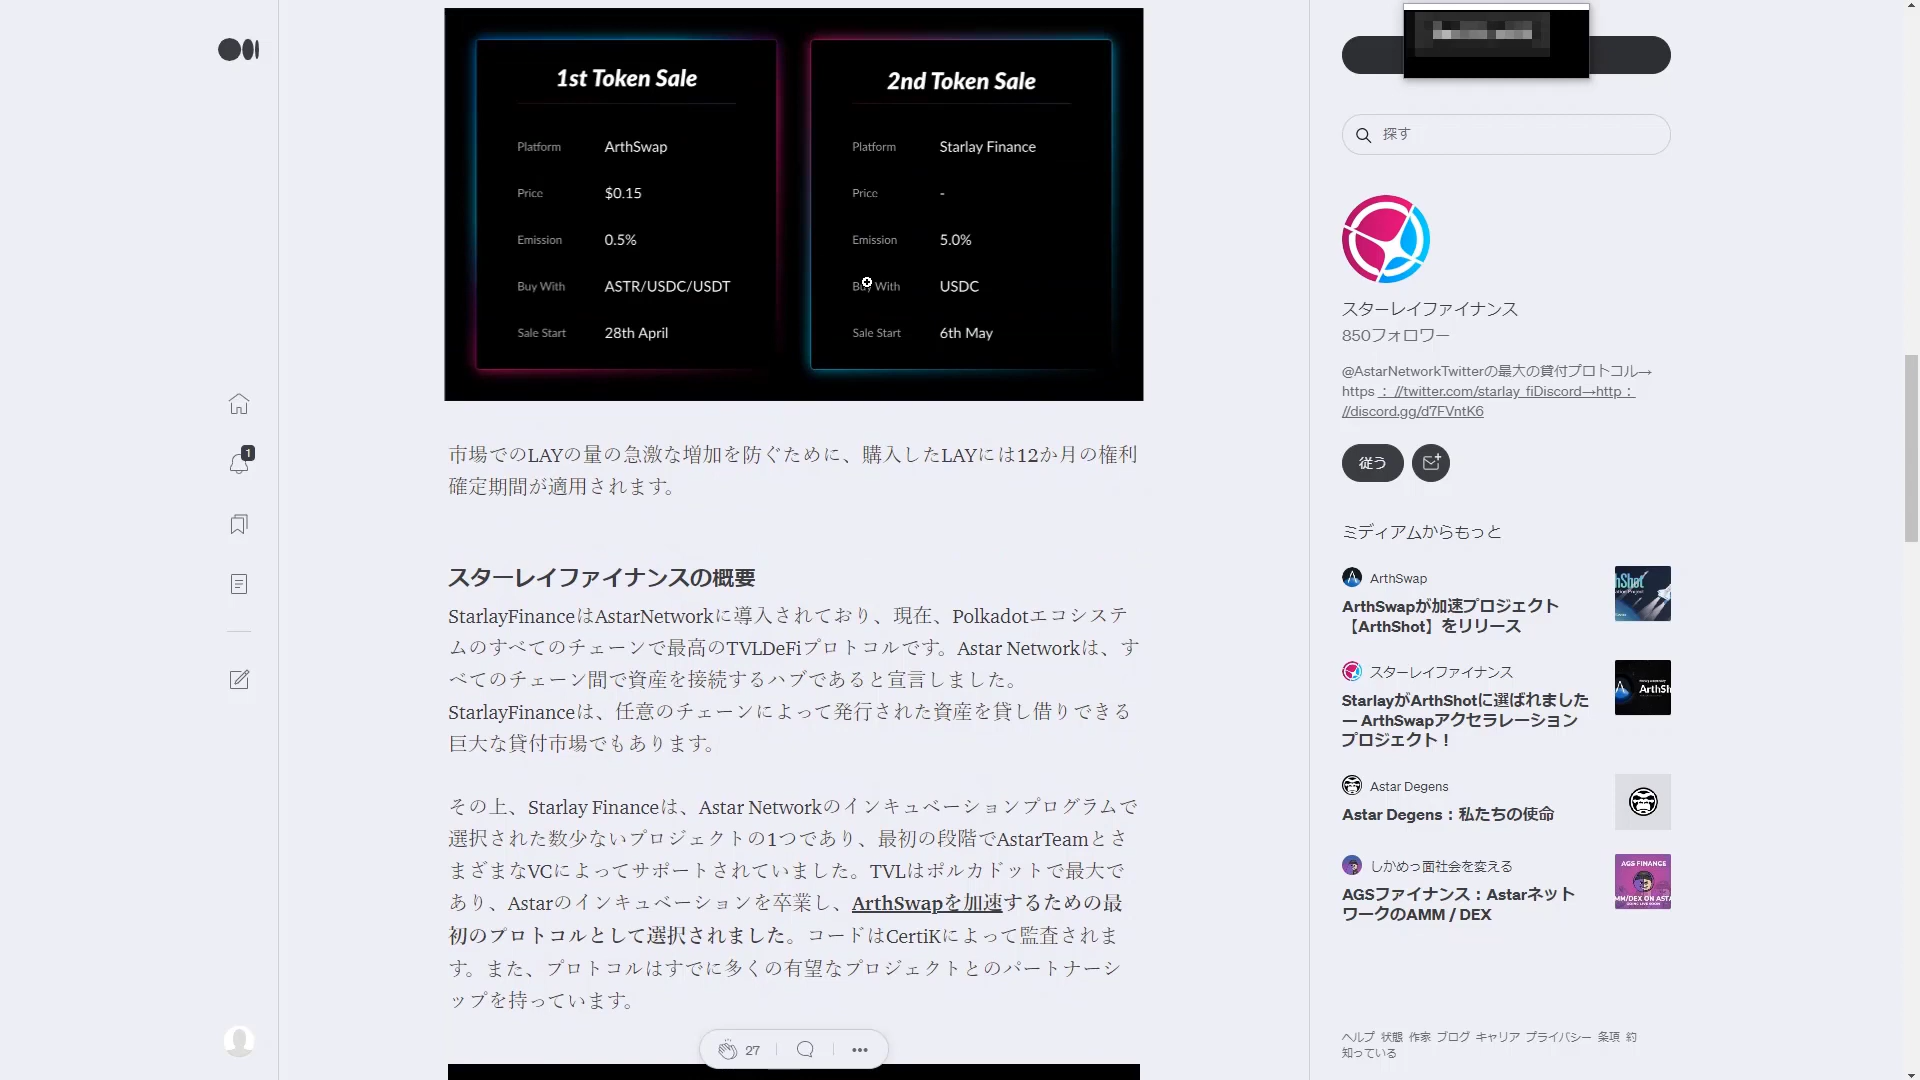 1st Token Sale
Platform ArthSwap
Price $0.15
Emission 0.5%
Buy With ASTR/USDC/USDT
Sale Start 28th April
2nd Token Sale
Platform Starlay Finance
Price -
Emission 5.0%
Buy With USDC
Sale Start 6th May
市場でのLAYの量の急激な増加を防ぐために、購入したLAYには12か月の権利
確定期間が適用されます。
スターレイファイナンスの概要
StarlayFinanceはAstarNetworkに導入されており、現在、Polkadotエコシステ
ムのすべてのチェーンで最高のTVLDeFiプロトコルです。Astar Networkは、す
べてのチェーン間で資産を接続するハブであると宣言しました。
StarlayFinanceは、任意のチェーンによって発行された資産を貸し借りできる
巨大な貸付市場でもあります。
その上、Starlay Financeは、Astar Networkのインキュベーションプログラムで
選択された数少ないプロジェクトの1つであり、最初の段階でAstarTeamとさ
まざまなVCによってサポートされていました。TVLはポルカドットで最大で
あり、Astarのインキュベーションを卒業し、ArthSwapを加速するための最
初のプロトコルとして選択されました。コードはCertiKによって監査されま
す。また、プロトコルはすでに多くの有望なプロジェクトとのパートナーシ
ップを持っています。
27
1
探す
スターレイファイナンス
850フォロワー
@AstarNetworkTwitterの最大の貸付プロトコル→
https ：//twitter.com/starlay_fiDiscord→http：
//discord.gg/d7FVntK6
従う
ミディアムからもっと
ArthSwap
ArthSwapが加速プロジェクト
【ArthShot】をリリース
hShot
スターレイファイナンス
StarlayがArthShotに選ばれました
— ArthSwapアクセラレーション
プロジェクト！
ArthSh
Astar Degens
Astar Degens：私たちの使命
しかめっ面社会を変える
AGSファイナンス：Astarネット
ワークのAMM / DEX
AGS FINANCE
MM/DEX ON ASTA
ヘルプ 状態 作家 ブログ キャリア プライバシー 条項 約
知っている